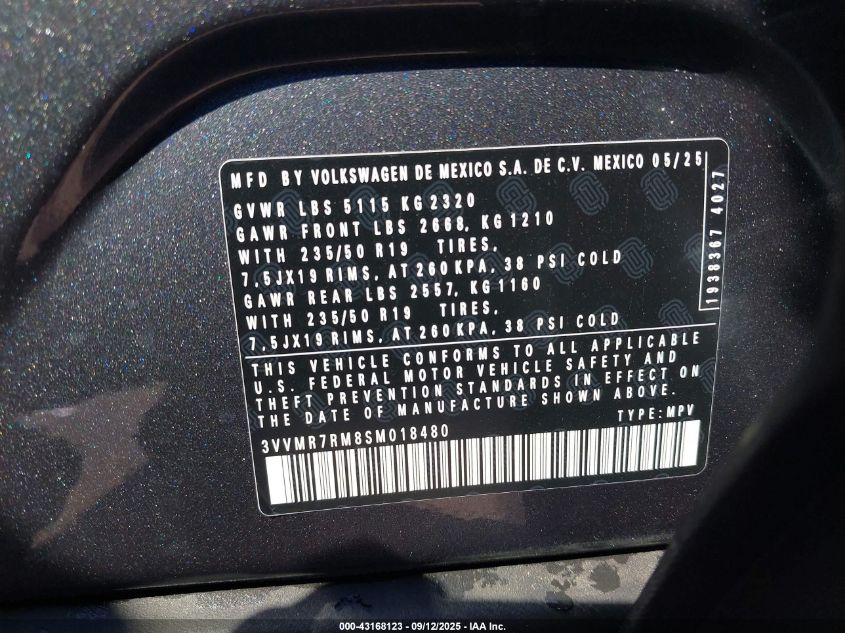 MFD BY VOLKSWAGEN DE MEXICO S.A. DE C.V. MEXICO 05/25
GVWR LBS 5115 KG 2320
GAWR FRONT LBS 2668, KG 1210
WITH 235/50 R19 TIRES,
7.5JX19 RIMS, AT 260 KPA, 38 PSI COLD
GAWR REAR LBS 2557, KG 1160
WITH 235/50 R19 TIRES,
7.5JX19 RIMS, AT 260 KPA, 38 PSI COLD
1938367 4027
THIS VEHICLE CONFORMS TO ALL APPLICABLE
U.S. FEDERAL MOTOR VEHICLE SAFETY AND
THEFT PREVENTION STANDARDS IN EFFECT ON
THE DATE OF MANUFACTURE SHOWN ABOVE.
3VVMR7RM8SM018480
TYPE: MPV
000-43168123 - 09/12/2025 - IAA Inc.